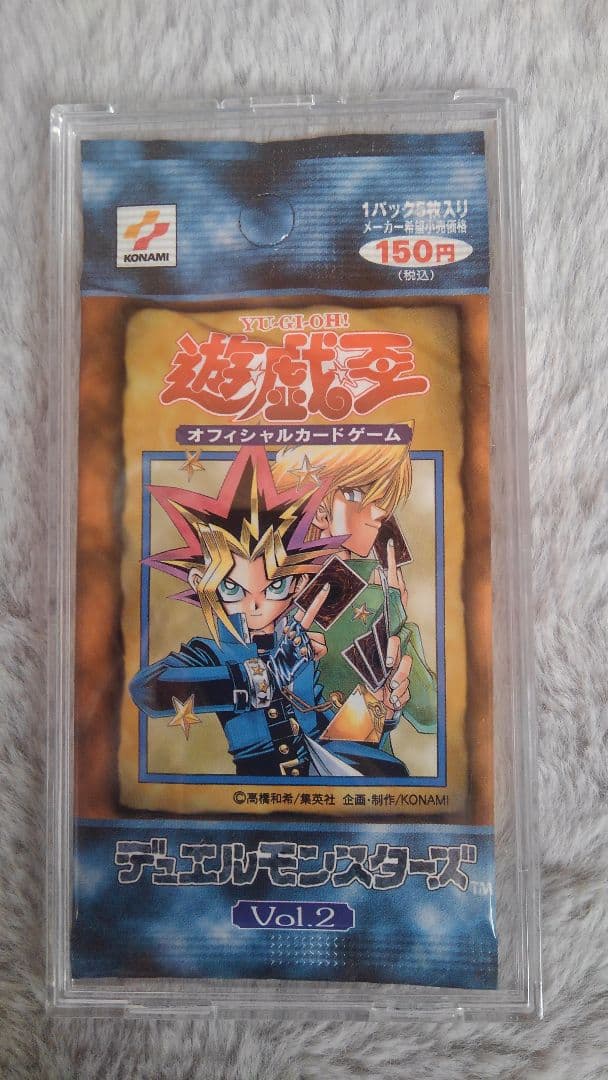 KONAMI
1パック5枚入り
メーカー希望小売価格
150円
(税込)
YU-GI-OH!
遊☆戯☆王
オフィシャルカードゲーム
©高橋和希/集英社 企画・制作/KONAMI
デュエルモンスターズ™
Vol.2